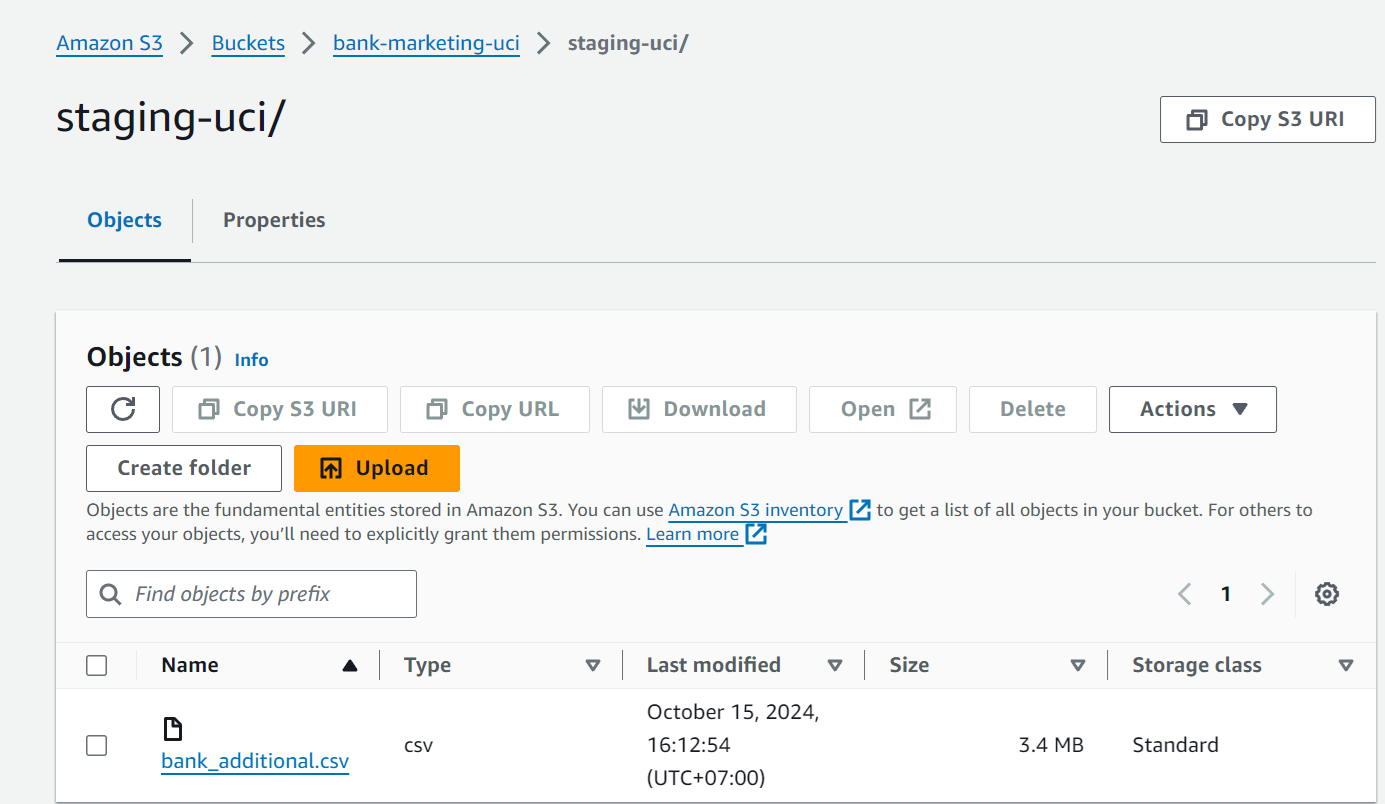 Amazon S3 > Buckets > bank-marketing-uci > staging-uci/
staging-uci/
Copy S3 URI
Objects Properties
Objects (1) Info
Copy S3 URI Copy URL Download Open Delete Actions
Create folder Upload
Objects are the fundamental entities stored in Amazon S3. You can use Amazon S3 inventory to get a list of all objects in your bucket. For others to
access your objects, you’ll need to explicitly grant them permissions. Learn more
Find objects by prefix
1
Name Type Last modified Size Storage class
bank_additional.csv
csv
October 15, 2024,
16:12:54
(UTC+07:00)
3.4 MB
Standard